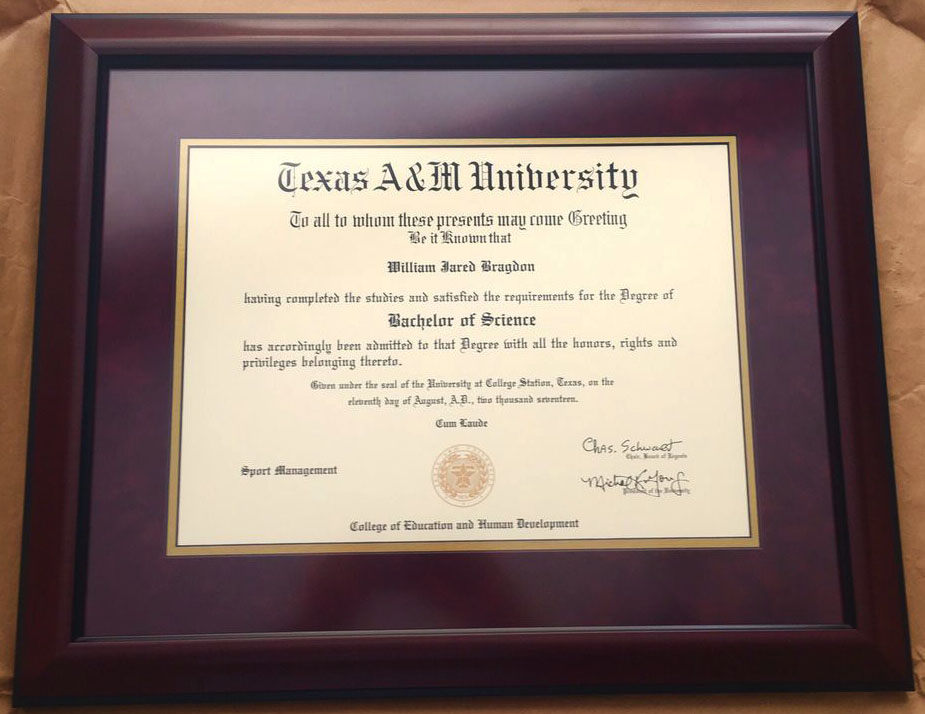 Texas A&M University
To all to whom these presents may come Greeting
Be it Known that
William Jared Bragdon
having completed the studies and satisfied the requirements for the Degree of
Bachelor of Science
has accordingly been admitted to that Degree with all the honors, rights and
privileges belonging thereto.
Given under the seal of the University at College Station, Texas, on the
eleventh day of August, A.D., two thousand seventeen.
Cum Laude
Chas. Schwartz
Chair, Board of Regents
Sport Management
Michael K. Young
President of the University
College of Education and Human Development